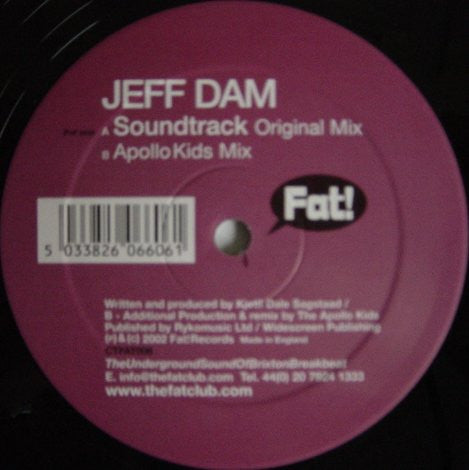 JEFF DAM
A Soundtrack Original Mix
B Apollo Kids Mix
Fat!
5 033826 066061
Written and produced by Kjetil Dale Sagstad /
B - Additional Production & remix by The Apollo Kids
Published by Rykomusic Ltd / Widescreen Publishing
(p) & (c) 2002 Fat!Records Made in England
CTFAT006
TheUndergroundSoundOfBrixtonBreakbeat
E. info@thefatclub.com Tel. 44(0) 20 7924 1333
www.thefatclub.com